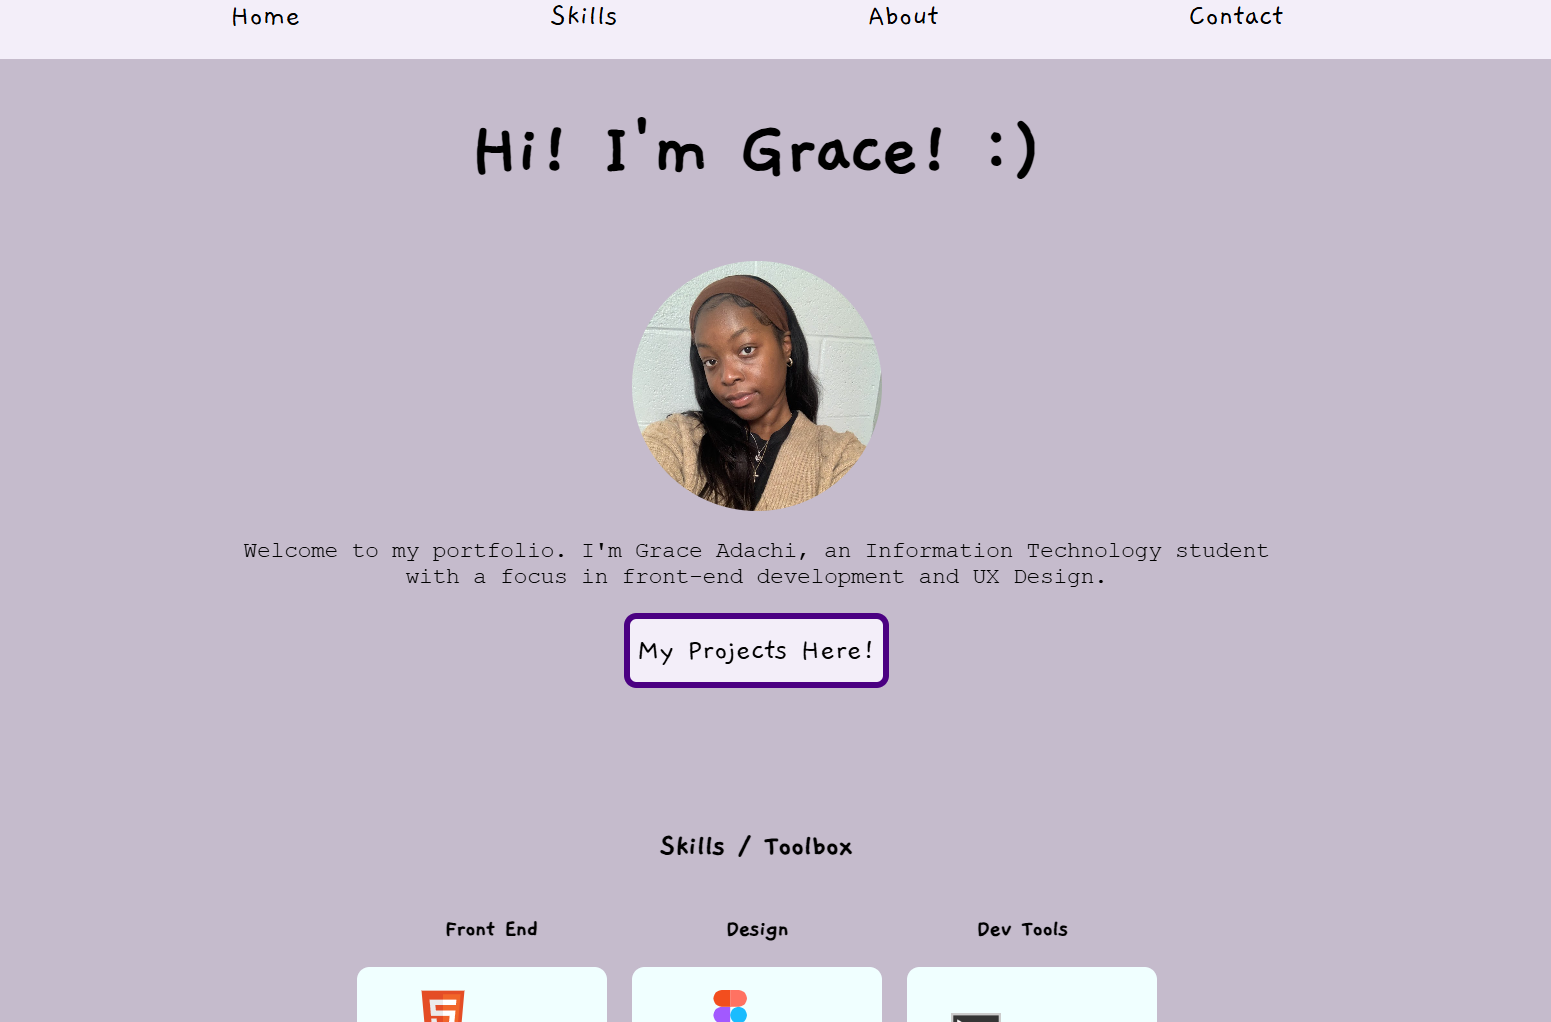 Home Skills About Contact
Hi! I'm Grace! :)
Welcome to my portfolio. I'm Grace Adachi, an Information Technology student
with a focus in front-end development and UX Design.
My Projects Here!
Skills / Toolbox
Front End Design Dev Tools